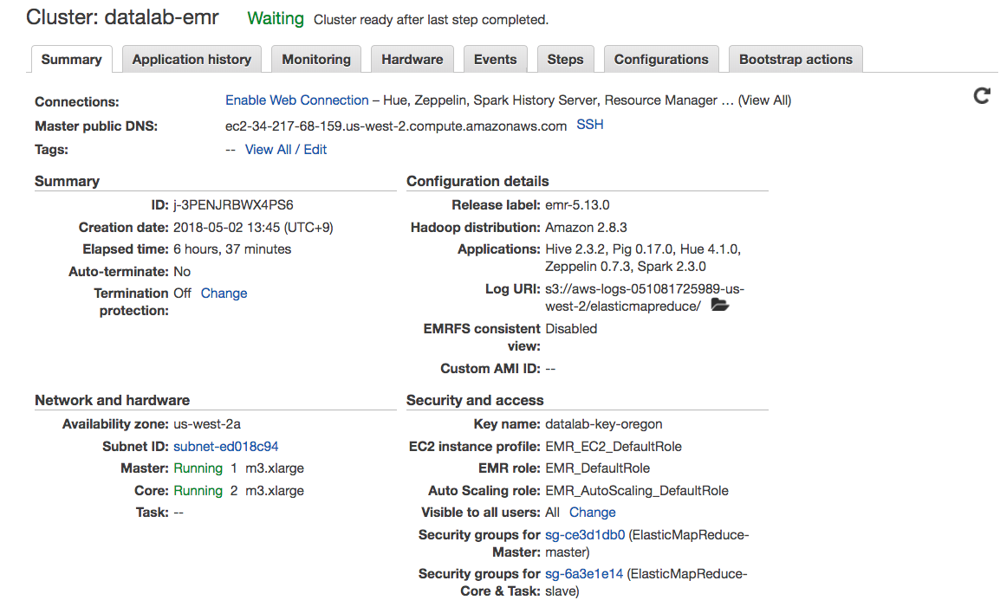 Cluster: datalab-emr Waiting Cluster ready after last step completed.
Summary Application history Monitoring Hardware Events Steps Configurations Bootstrap actions
Connections: Enable Web Connection – Hue, Zeppelin, Spark History Server, Resource Manager … (View All)
Master public DNS: ec2-34-217-68-159.us-west-2.compute.amazonaws.com SSH
Tags: -- View All / Edit
Summary
ID: j-3PENJRBWX4PS6
Creation date: 2018-05-02 13:45 (UTC+9)
Elapsed time: 6 hours, 37 minutes
Auto-terminate: No
Termination Off Change
protection:
Configuration details
Release label: emr-5.13.0
Hadoop distribution: Amazon 2.8.3
Applications: Hive 2.3.2, Pig 0.17.0, Hue 4.1.0,
Zeppelin 0.7.3, Spark 2.3.0
Log URI: s3://aws-logs-051081725989-us-
west-2/elasticmapreduce/
EMRFS consistent Disabled
view:
Custom AMI ID: --
Network and hardware
Availability zone: us-west-2a
Subnet ID: subnet-ed018c94
Master: Running 1 m3.xlarge
Core: Running 2 m3.xlarge
Task: --
Security and access
Key name: datalab-key-oregon
EC2 instance profile: EMR_EC2_DefaultRole
EMR role: EMR_DefaultRole
Auto Scaling role: EMR_AutoScaling_DefaultRole
Visible to all users: All Change
Security groups for sg-ce3d1db0 (ElasticMapReduce-
Master: master)
Security groups for sg-6a3e1e14 (ElasticMapReduce-
Core & Task: slave)